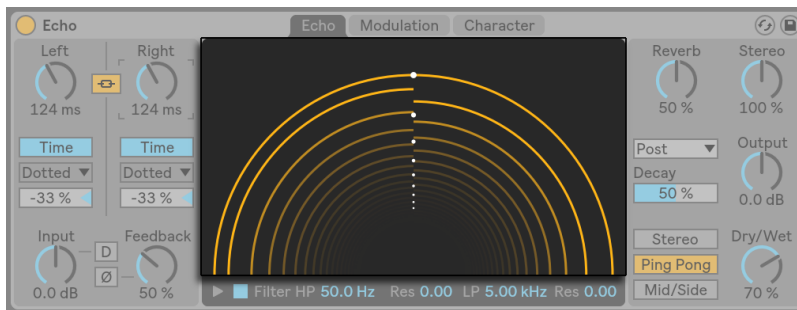 Echo
Echo Modulation Character
Left Right
124 ms 124 ms
Time Time
Dotted Dotted
-33 % -33 %
Input Feedback
D
Ø
0.0 dB 50 %
Filter HP 50.0 Hz Res 0.00 LP 5.00 kHz Res 0.00
Reverb Stereo
50 % 100 %
Post Output
Decay
50 % 0.0 dB
Stereo Dry/Wet
Ping Pong
Mid/Side 70 %